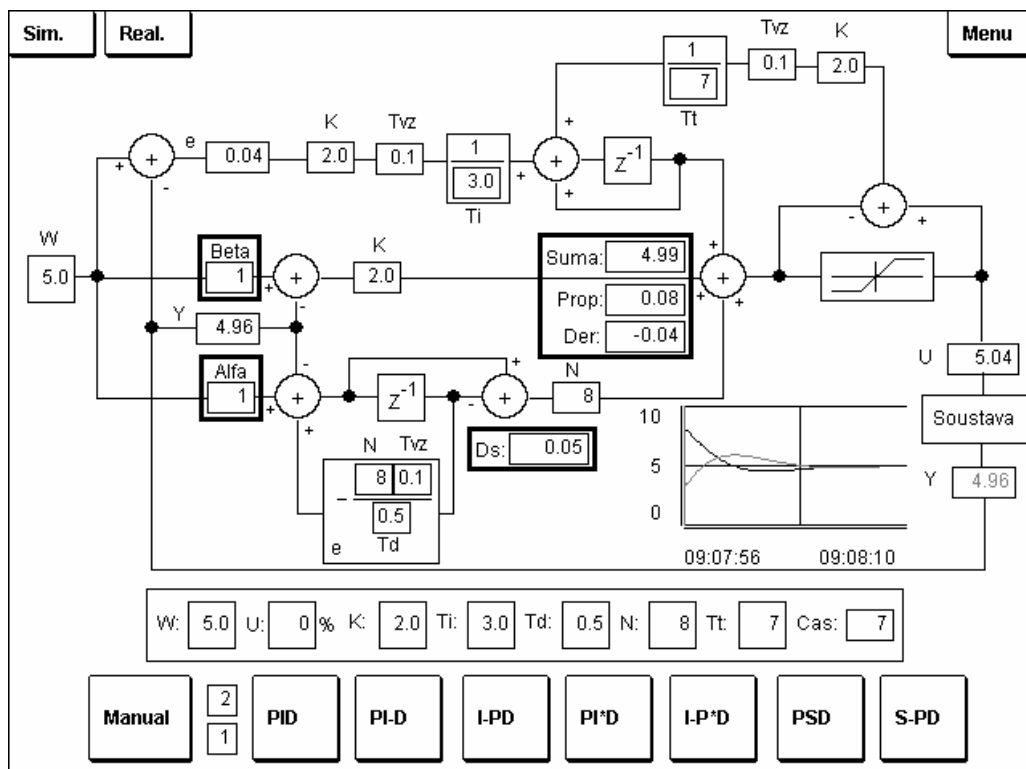 Sim. Real. Menu
Tvz K
1
7
0.1 2.0
Tt
K Tvz
e 0.04 2.0 0.1 1
3.0
Ti
Z-1
+ + + + + + -
- + -
W
5.0
Beta
1
K
2.0
Suma: 4.99
Prop: 0.08
Der: -0.04
+ + - + + + +
Y 4.96
Alfa
1
Z-1
N
8
+ - + + - + +
Ds: 0.05
N Tvz
8 0.1
-
0.5
Td
e
U 5.04
Soustava
Y 4.96
10
5
0
09:07:56 09:08:10
W: 5.0 U: 0 % K: 2.0 Ti: 3.0 Td: 0.5 N: 8 Tt: 7 Cas: 7
Manual 2 PID PI-D I-PD PI*D I-P*D PSD S-PD
1